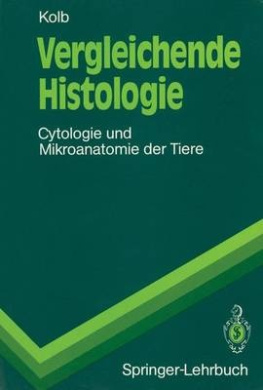 Kolb
Vergleichende
Histologie
Cytologie und
Mikroanatomie der Tiere
Springer-Lehrbuch